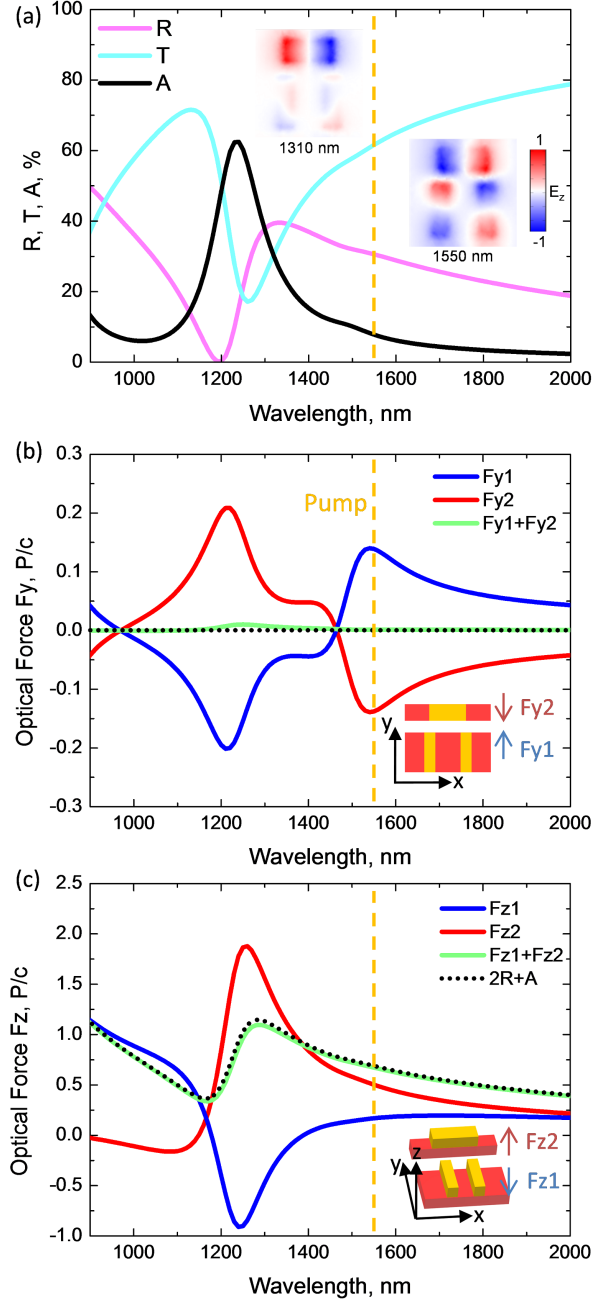 (a)
R
T
A
100
80
60
40
20
0
R, T, A, %
1310 nm
1550 nm
1
E_z
-1
1000 1200 1400 1600 1800 2000
Wavelength, nm
(b)
0.3
0.2
0.1
0.0
-0.1
-0.2
-0.3
Optical Force Fy, P/c
Pump
Fy1
Fy2
Fy1+Fy2
y
x
Fy2
Fy1
1000 1200 1400 1600 1800 2000
Wavelength, nm
(c)
2.5
2.0
1.5
1.0
0.5
0.0
-0.5
-1.0
Optical Force Fz, P/c
Fz1
Fz2
Fz1+Fz2
2R+A
y
z
x
Fz2
Fz1
1000 1200 1400 1600 1800 2000
Wavelength, nm